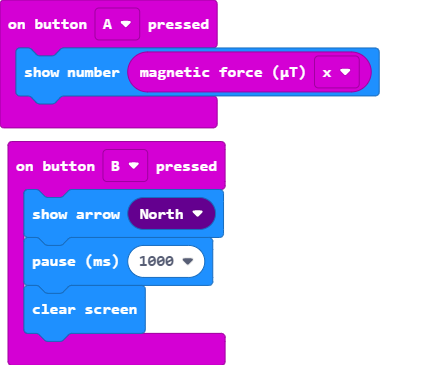 on button A pressed
show number magnetic force (µT) x
on button B pressed
show arrow North
pause (ms) 1000
clear screen